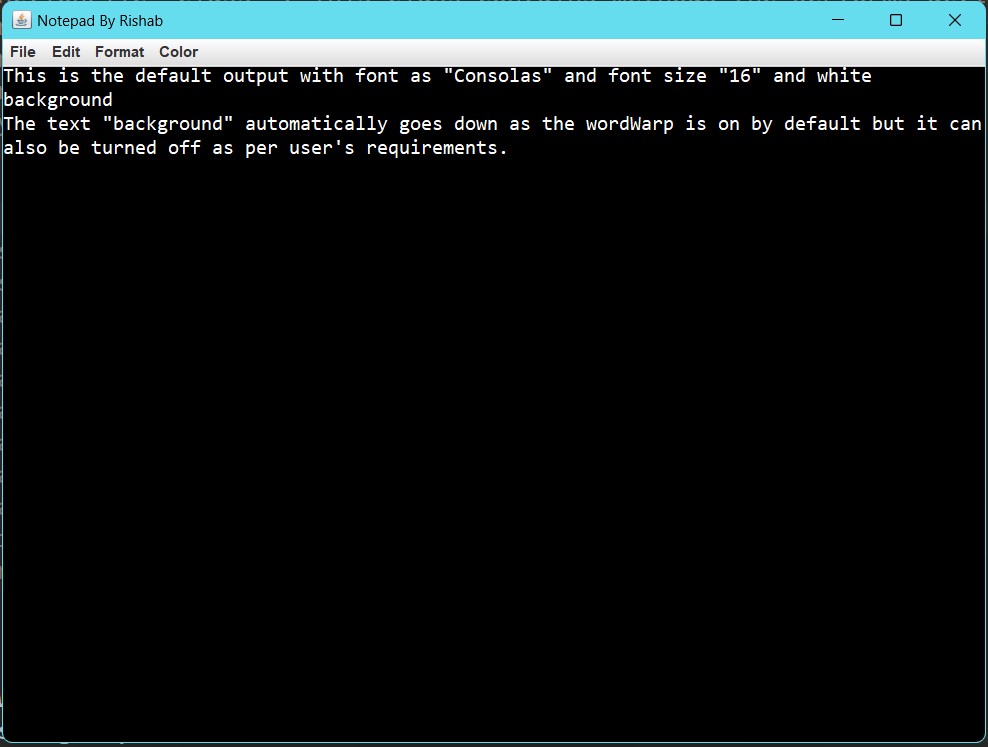 Notepad By Rishab
File Edit Format Color
This is the default output with font as "Consolas" and font size "16" and white
background
The text "background" automatically goes down as the wordWarp is on by default but it can
also be turned off as per user's requirements.